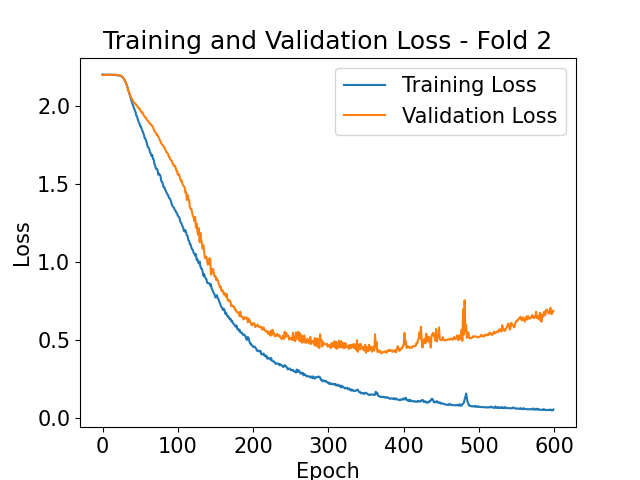 Training and Validation Loss - Fold 2
Training Loss
Validation Loss
2.0
1.5
1.0
0.5
0.0
Loss
0 100 200 300 400 500 600
Epoch